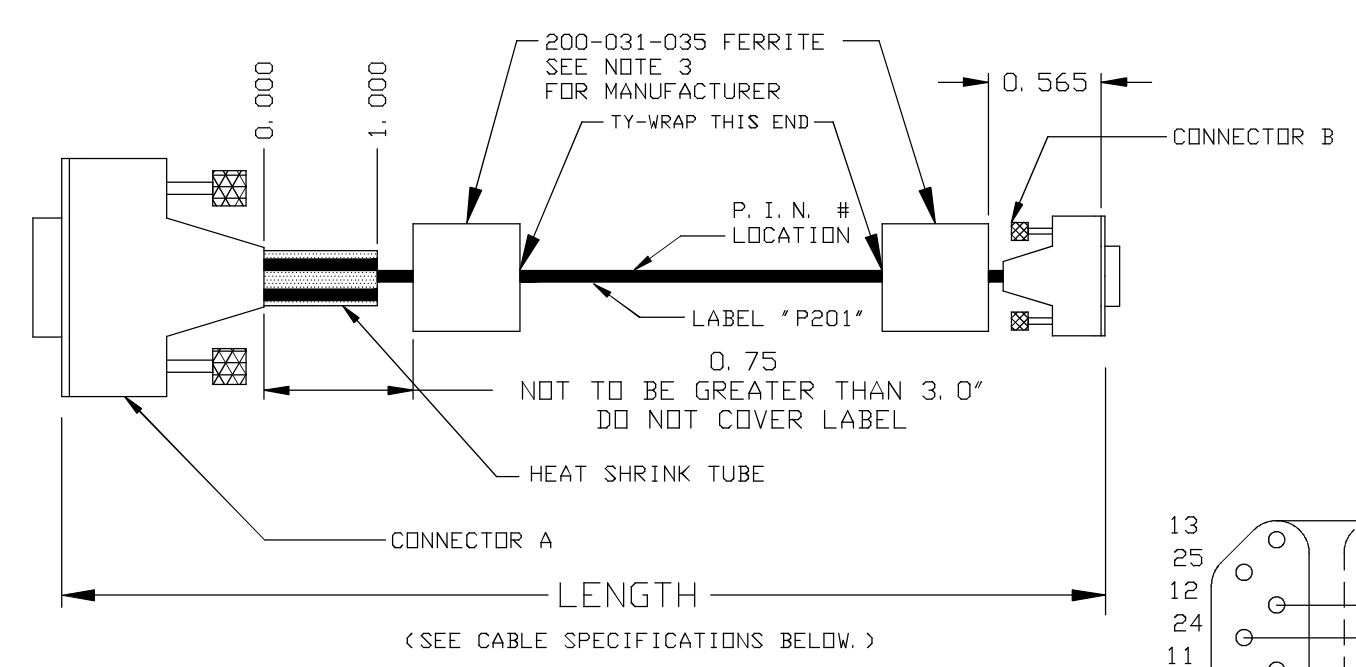 200-031-035 FERRITE
SEE NOTE 3
FOR MANUFACTURER
TY-WRAP THIS END
0.000
1.000
0.565
CONNECTOR B
P.I.N. #
LOCATION
LABEL "P201"
0.75
NOT TO BE GREATER THAN 3.0"
DO NOT COVER LABEL
HEAT SHRINK TUBE
CONNECTOR A
LENGTH
(SEE CABLE SPECIFICATIONS BELOW.)
13
25
12
24
11